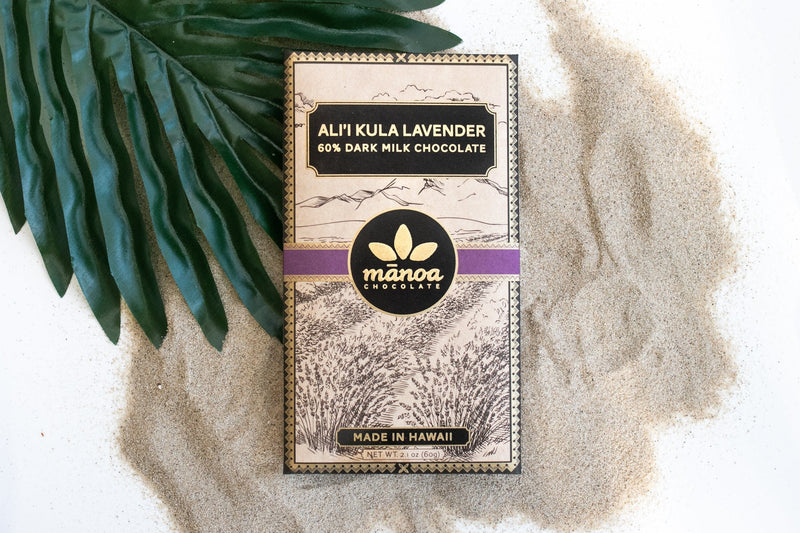 ALI'I KULA LAVENDER
60% DARK MILK CHOCOLATE
mānoa
CHOCOLATE
MADE IN HAWAII
NET WT. 2.1 oz (60g)